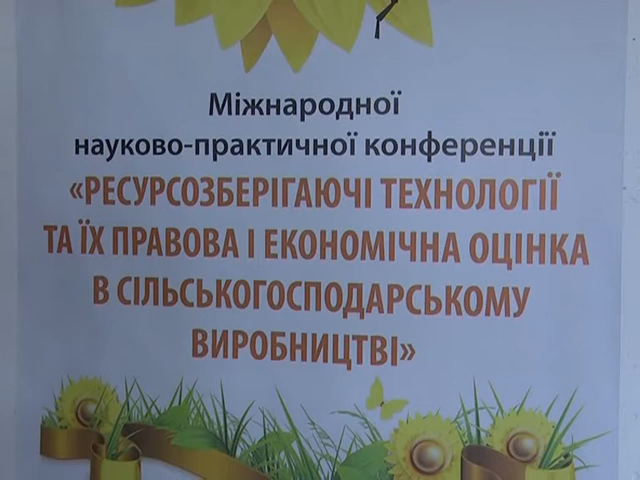 Міжнародної
науково-практичної конференції
«РЕСУРСОЗБЕРІГАЮЧІ ТЕХНОЛОГІЇ
ТА ЇХ ПРАВОВА І ЕКОНОМІЧНА ОЦІНКА
В СІЛЬСЬКОГОСПОДАРСЬКОМУ
ВИРОБНИЦТВІ»